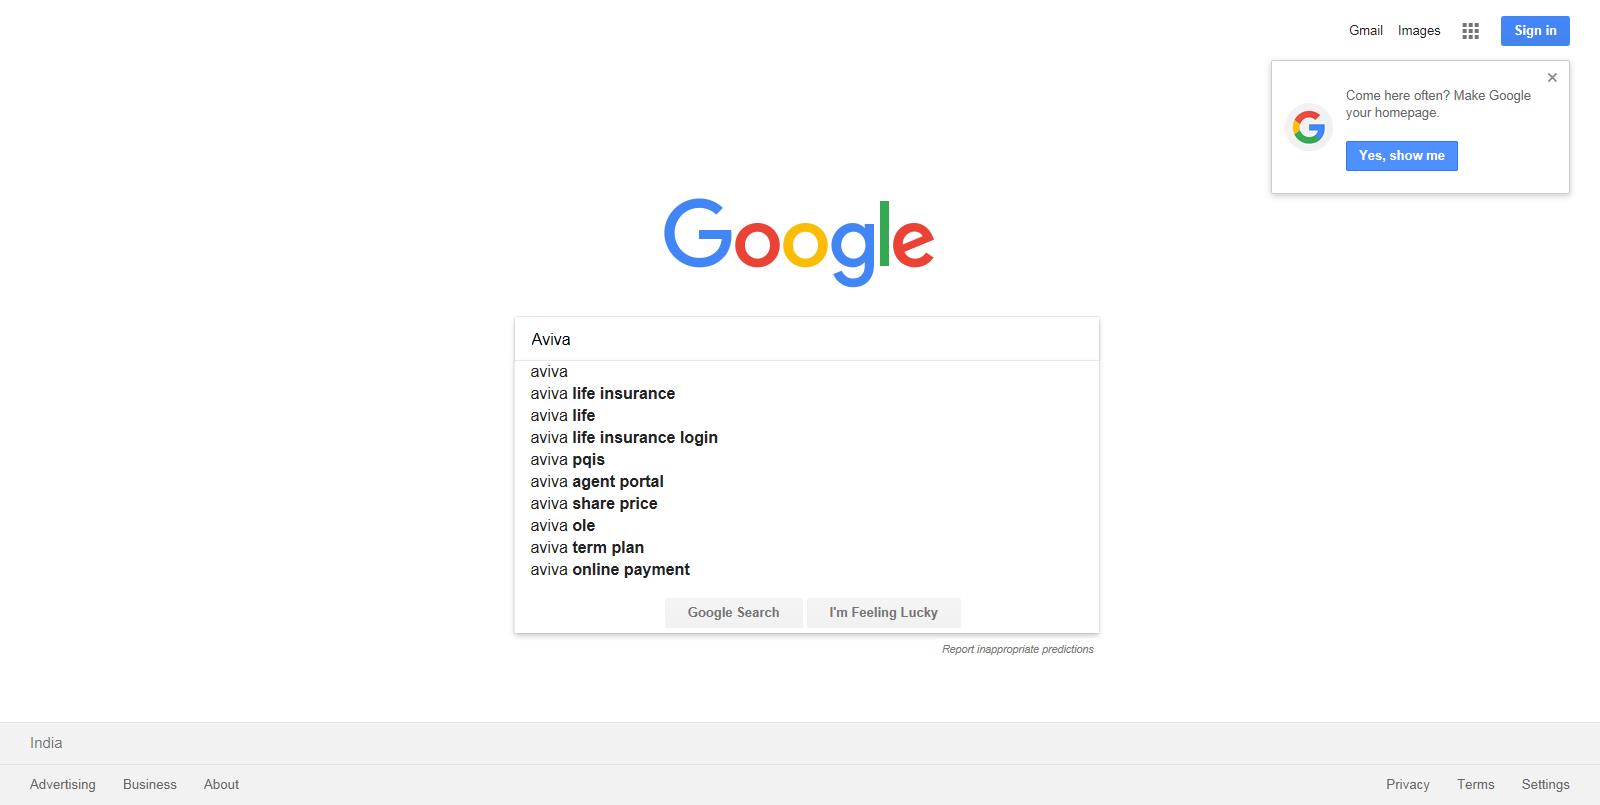 Gmail Images Sign in
Come here often? Make Google
your homepage.
Yes, show me
Google
Aviva
aviva
aviva life insurance
aviva life
aviva life insurance login
aviva pqis
aviva agent portal
aviva share price
aviva ole
aviva term plan
aviva online payment
Google Search I'm Feeling Lucky
Report inappropriate predictions
India
Advertising Business About Privacy Terms Settings